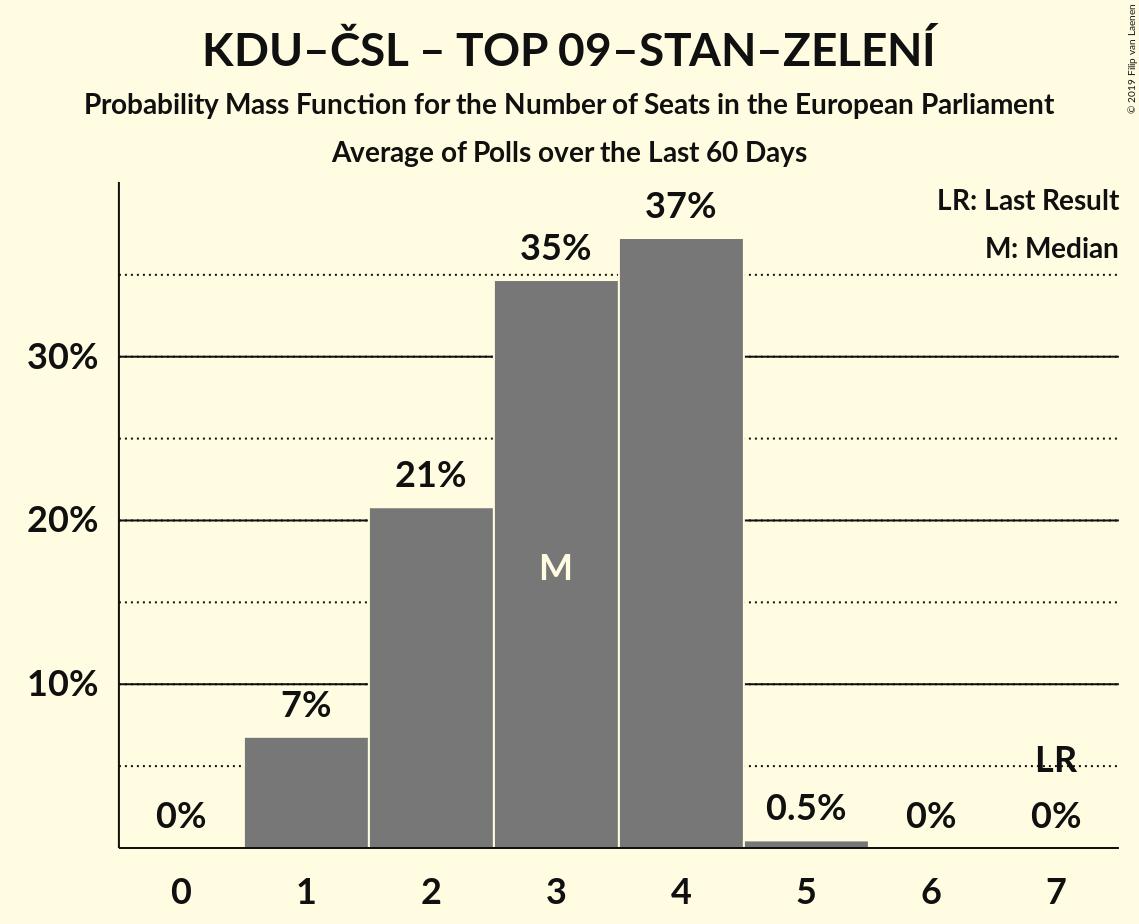 KDU–ČSL – TOP 09–STAN–ZELENÍ
Probability Mass Function for the Number of Seats in the European Parliament
Average of Polls over the Last 60 Days
© 2019 Filip van Laenen
LR: Last Result
M: Median
37%
35%
30%
21%
20%
M
10%
7%
LR
0%
0.5%
0%
0%
0 1 2 3 4 5 6 7